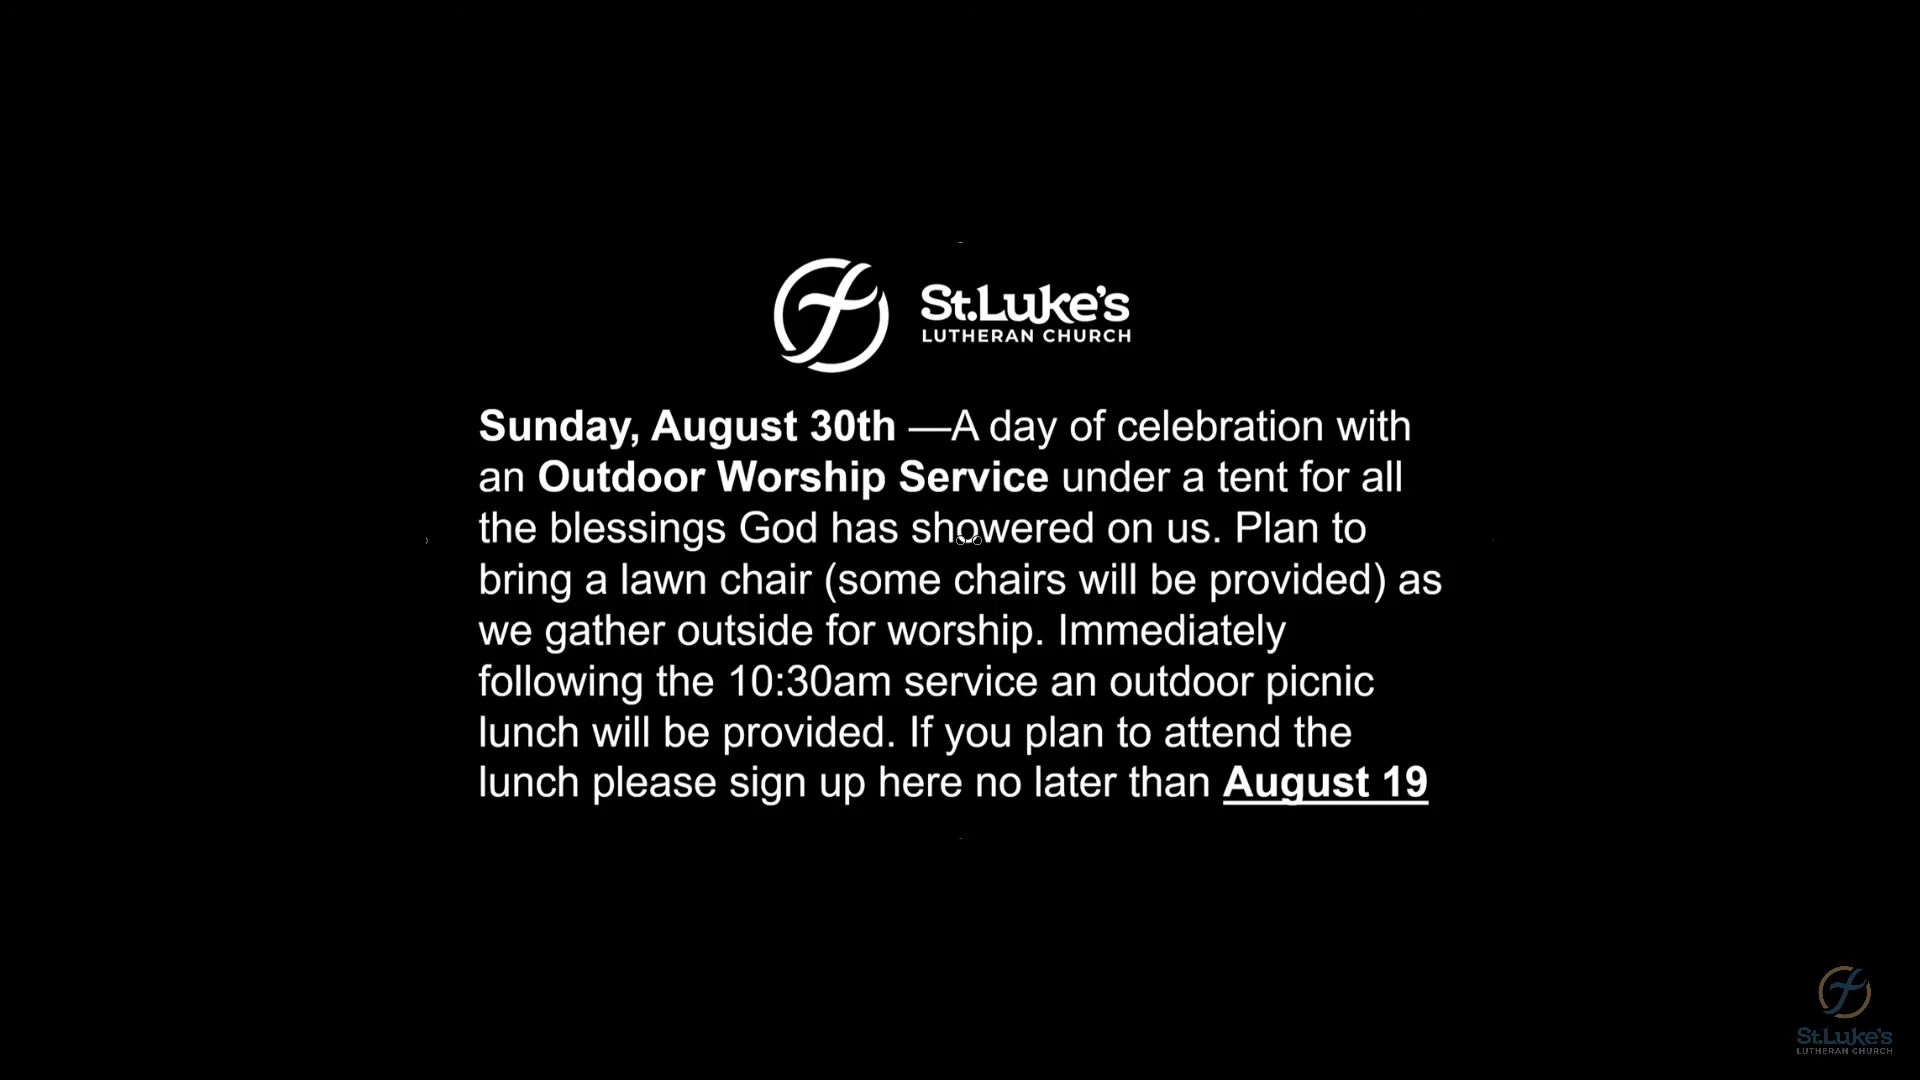 St.Luke's
LUTHERAN CHURCH
Sunday, August 30th —A day of celebration with
an Outdoor Worship Service under a tent for all
the blessings God has showered on us. Plan to
bring a lawn chair (some chairs will be provided) as
we gather outside for worship. Immediately
following the 10:30am service an outdoor picnic
lunch will be provided. If you plan to attend the
lunch please sign up here no later than August 19
St.Luke's
LUTHERAN CHURCH